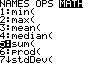 NAMES OPS MATH
1:min(
2:max(
3:mean(
4:median(
5:sum(
6:prod(
7↓stdDev(